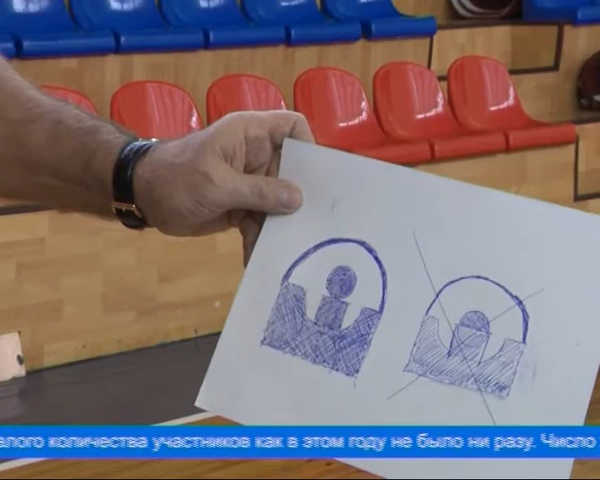 алого количества участников как в этом году не было ни разу. Число